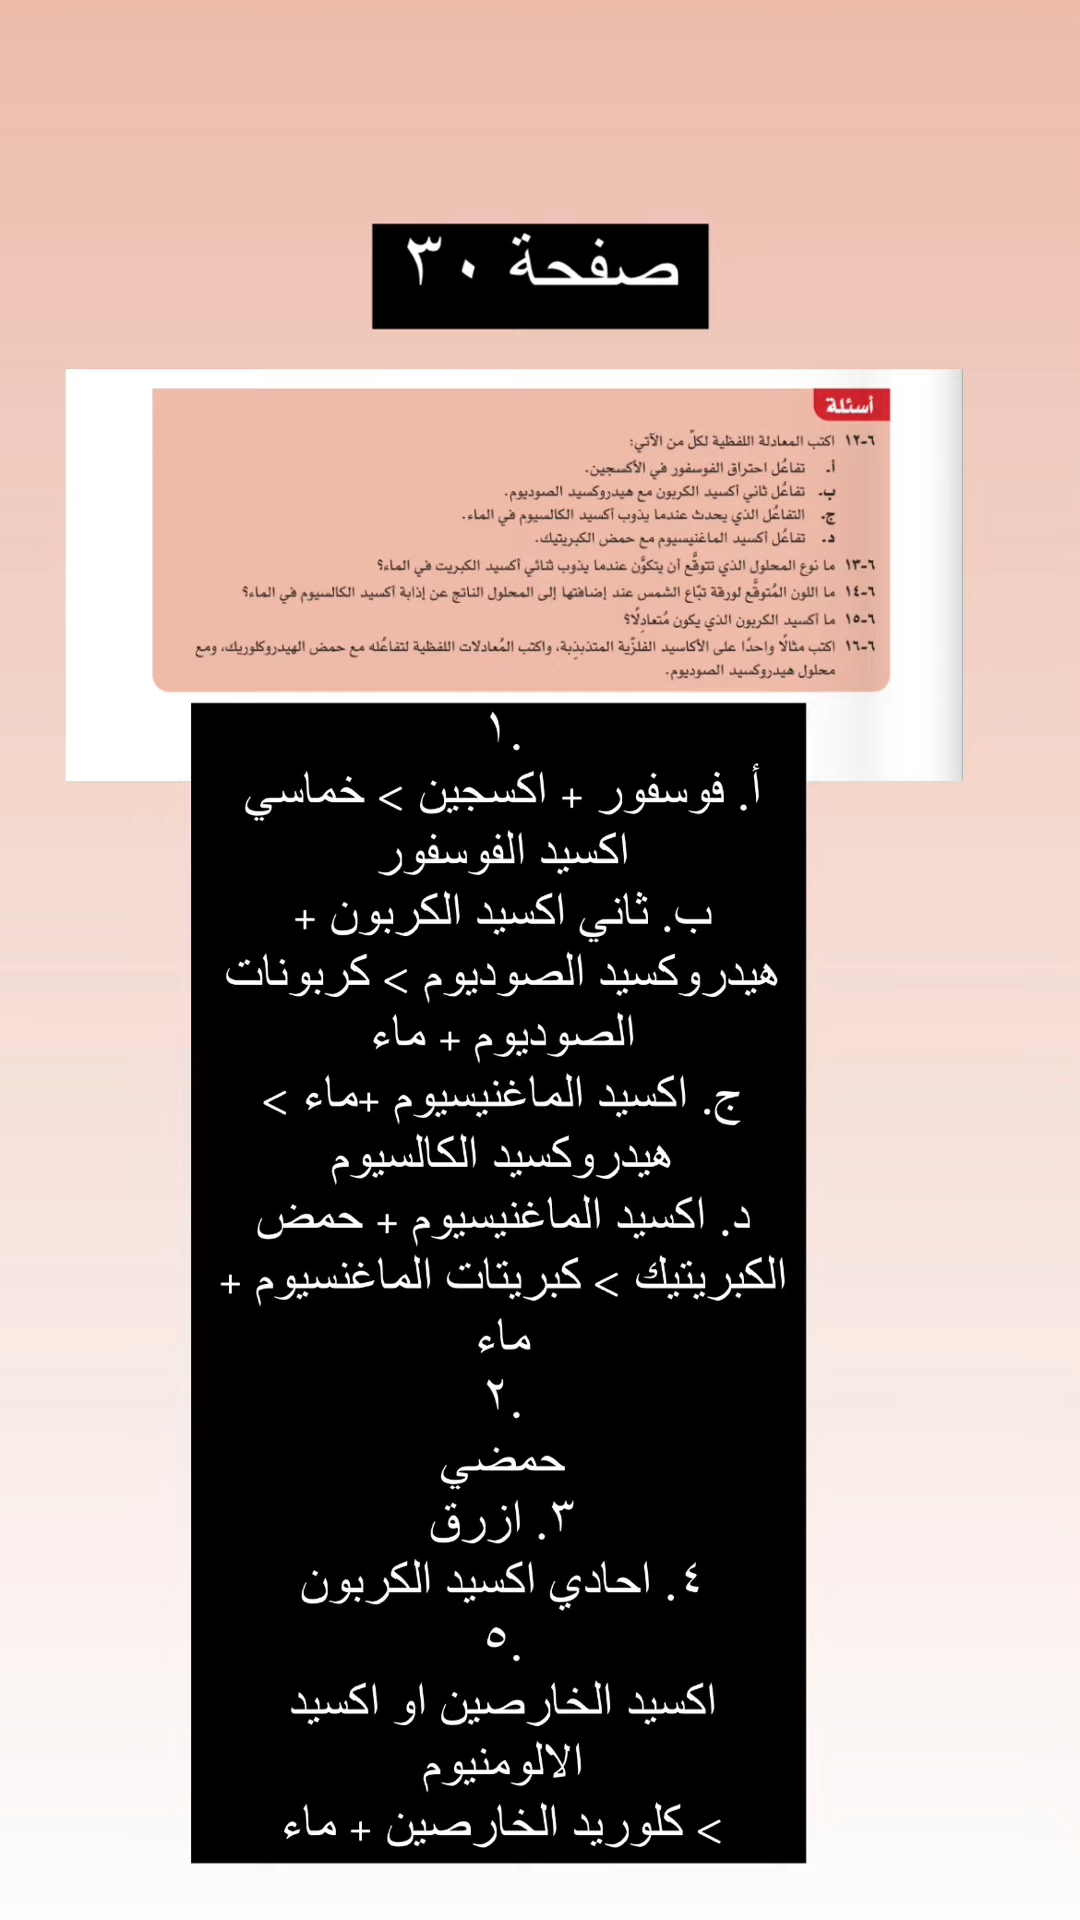 صفحة ٣٠
أسئلة
٦-١٢ اكتب المعادلة اللفظية لكلّ من الآتي:
أ. تفاعُل احتراق الفوسفور في الأكسجين.
ب. تفاعُل ثاني أكسيد الكربون مع هيدروكسيد الصوديوم.
ج. التفاعُل الذي يحدث عندما يذوب أكسيد الكالسيوم في الماء.
د. تفاعُل أكسيد الماغنيسيوم مع حمض الكبريتيك.
٦-١٣ ما نوع المحلول الذي تتوقَّع أن يتكوَّن عندما يذوب ثنائي أكسيد الكبريت في الماء؟
٦-١٤ ما اللون المُتوقَّع لورقة تبّاع الشمس عند إضافتها إلى المحلول الناتج عن إذابة أكسيد الكالسيوم في الماء؟
٦-١٥ ما أكسيد الكربون الذي يكون مُتعادِلًا؟
٦-١٦ اكتب مثالًا واحدًا على الأكاسيد الفلزّية المتذبذِبة، واكتب المُعادلات اللفظية لتفاعُله مع حمض الهيدروكلوريك، ومع
محلول هيدروكسيد الصوديوم.
١.
أ. فوسفور + اكسجين > خماسي
اكسيد الفوسفور
ب. ثاني اكسيد الكربون +
هيدروكسيد الصوديوم > كربونات
الصوديوم + ماء
ج. اكسيد الماغنيسيوم +ماء >
هيدروكسيد الكالسيوم
د. اكسيد الماغنيسيوم + حمض
الكبريتيك > كبريتات الماغنسيوم +
ماء
٢.
حمضي
٣. ازرق
٤. احادي اكسيد الكربون
٥.
اكسيد الخارصين او اكسيد
الالومنيوم
> كلوريد الخارصين + ماء